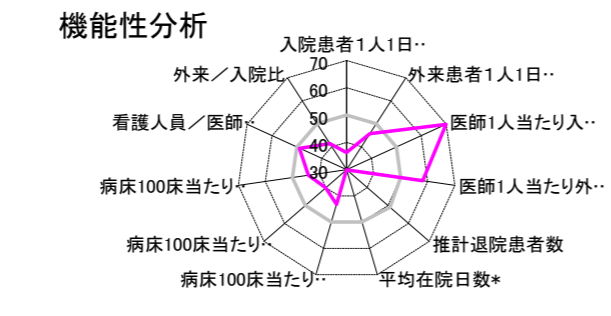 機能性分析
入院患者1人1日‥
外来患者1人1日‥
医師1人当たり入‥
医師1人当たり外‥
推計退院患者数
平均在院日数*
病床100床当たり‥
病床100床当たり‥
病床100床当たり‥
看護人員／医師‥
外来／入院比
70
60
50
40
30